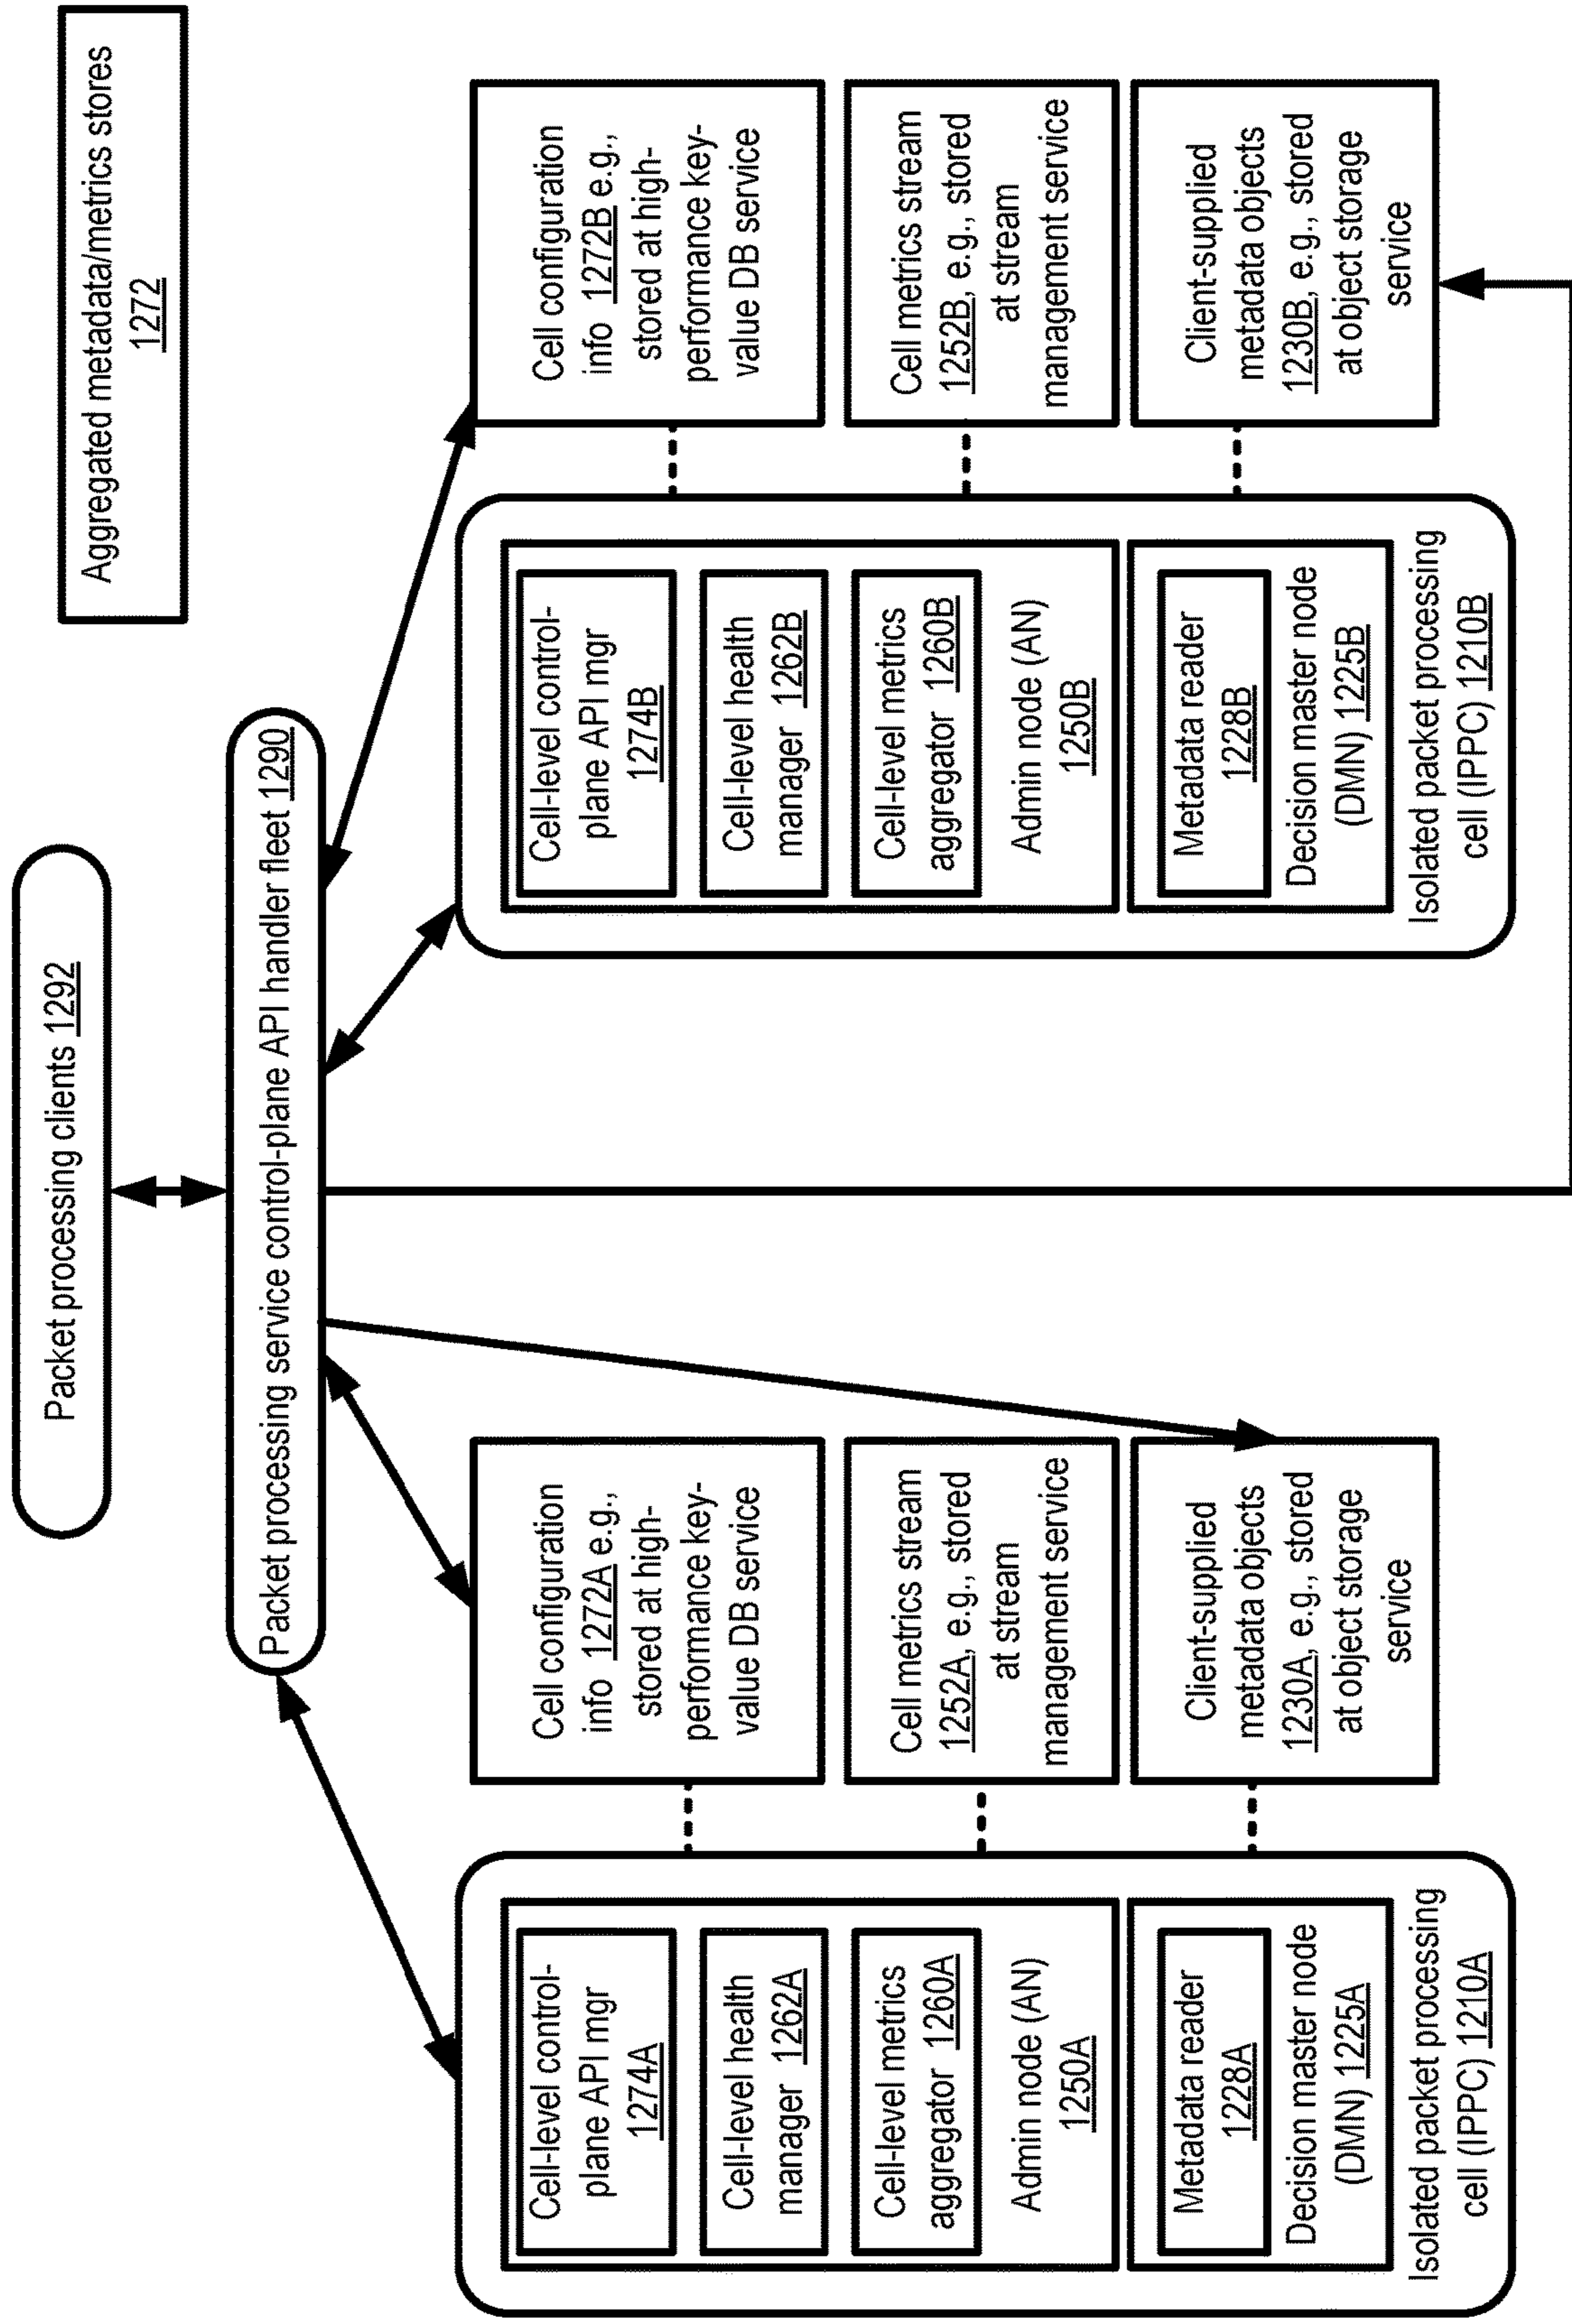 Packet processing clients 1292
Aggregated metadata/metrics stores
1272
Packet processing service control-plane API handler fleet 1290
Cell-level control-
plane API mgr
1274A
Cell-level health
manager 1262A
Cell-level metrics
aggregator 1260A
Admin node (AN)
1250A
Metadata reader
1228A
Decision master node
(DMN) 1225A
Isolated packet processing
cell (IPPC) 1210A
Cell configuration
info 1272A e.g.,
stored at high-
performance key-
value DB service
Cell metrics stream
1252A, e.g., stored
at stream
management service
Client-supplied
metadata objects
1230A, e.g., stored
at object storage
service
Cell-level control-
plane API mgr
1274B
Cell-level health
manager 1262B
Cell-level metrics
aggregator 1260B
Admin node (AN)
1250B
Metadata reader
1228B
Decision master node
(DMN) 1225B
Isolated packet processing
cell (IPPC) 1210B
Cell configuration
info 1272B e.g.,
stored at high-
performance key-
value DB service
Cell metrics stream
1252B, e.g., stored
at stream
management service
Client-supplied
metadata objects
1230B, e.g., stored
at object storage
service